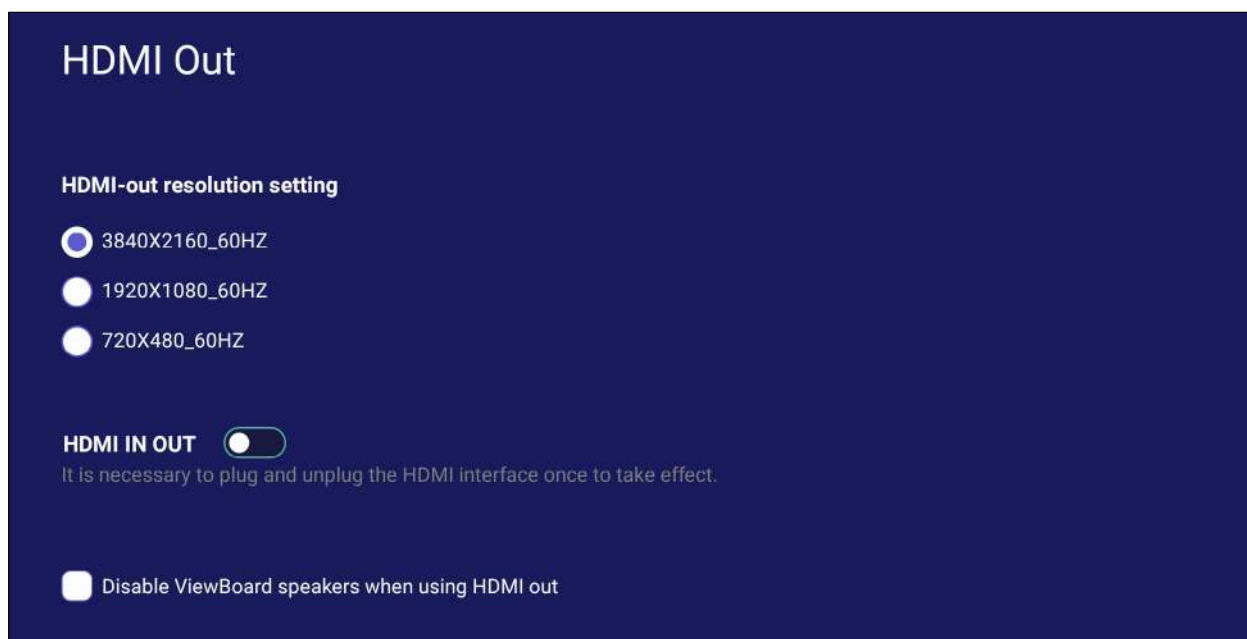 HDMI Out
HDMI-out resolution setting
3840X2160_60HZ
1920X1080_60HZ
720X480_60HZ
HDMI IN OUT
It is necessary to plug and unplug the HDMI interface once to take effect.
Disable ViewBoard speakers when using HDMI out